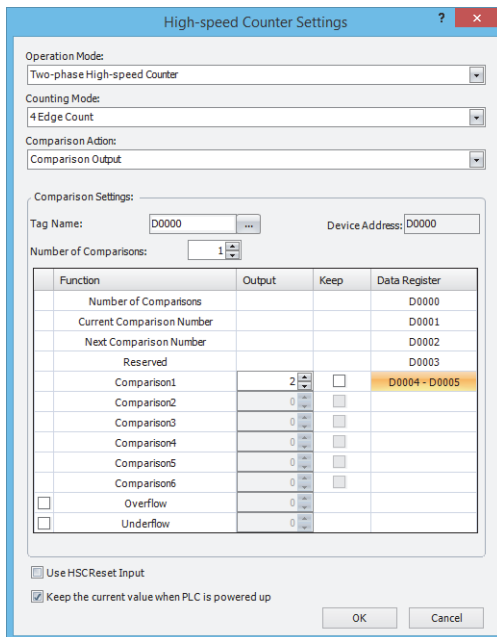 High-speed Counter Settings ? ×
Operation Mode:
Two-phase High-speed Counter
Counting Mode:
4 Edge Count
Comparison Action:
Comparison Output
Comparison Settings:
Tag Name: D0000 ... Device Address: D0000
Number of Comparisons: 1
Function Output Keep Data Register
Number of Comparisons D0000
Current Comparison Number D0001
Next Comparison Number D0002
Reserved D0003
Comparison1 2 D0004 - D0005
Comparison2 0
Comparison3 0
Comparison4 0
Comparison5 0
Comparison6 0
Overflow 0
Underflow 0
Use HSC Reset Input
Keep the current value when PLC is powered up
OK Cancel